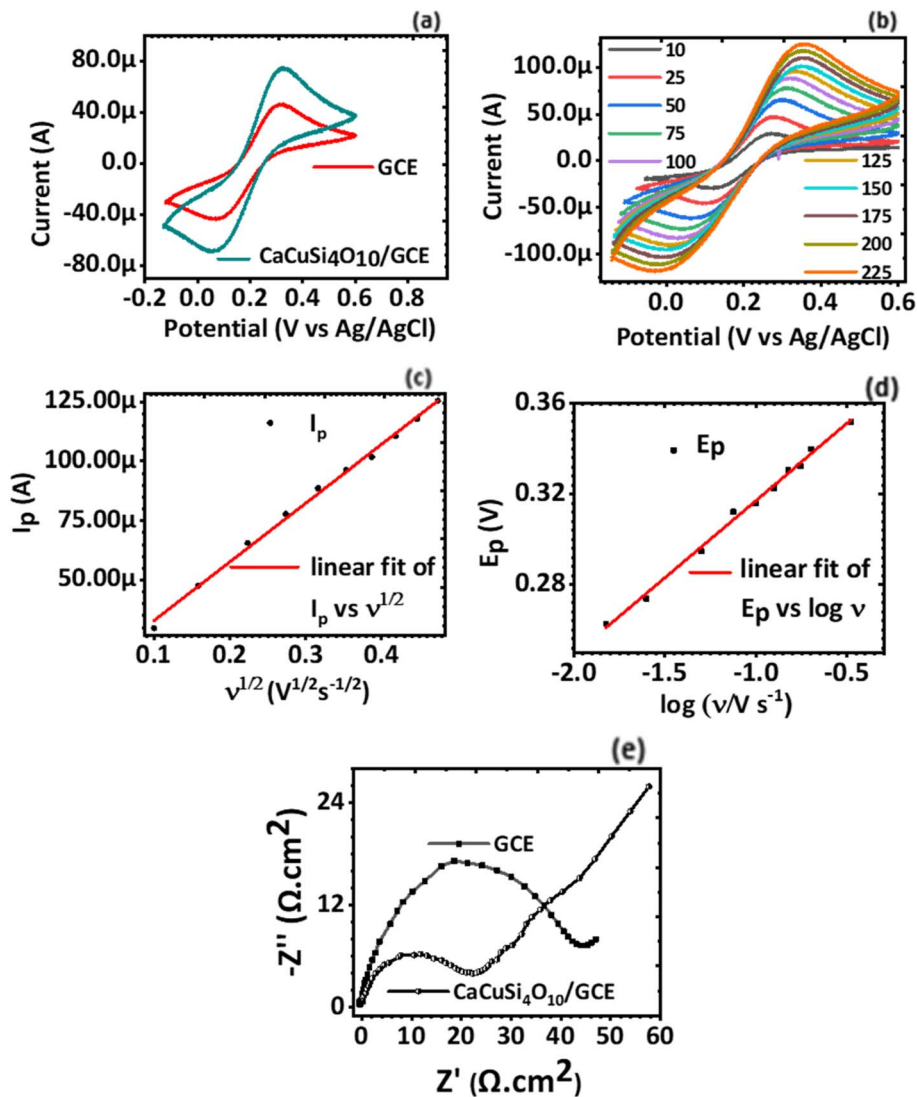 (a)
80.0µ
40.0µ
0.0
-40.0µ
-80.0µ
Current (A)
GCE
CaCuSi4O10/GCE
-0.2 0.0 0.2 0.4 0.6 0.8
Potential (V vs Ag/AgCl)
(b)
100.0µ
50.0µ
0.0
-50.0µ
-100.0µ
Current (A)
10
25
50
75
100
125
150
175
200
225
0.0 0.2 0.4 0.6
Potential (V vs Ag/AgCl)
(c)
125.00µ
100.00µ
75.00µ
50.00µ
Ip (A)
Ip
linear fit of
Ip vs ν1/2
0.1 0.2 0.3 0.4
ν1/2 (V1/2s-1/2)
(d)
0.36
0.32
0.28
Ep (V)
Ep
linear fit of
Ep vs log ν
-2.0 -1.5 -1.0 -0.5
log (ν/V s-1)
(e)
24
12
0
-Z'' (Ω.cm2)
GCE
CaCuSi4O10/GCE
0 10 20 30 40 50 60
Z' (Ω.cm2)